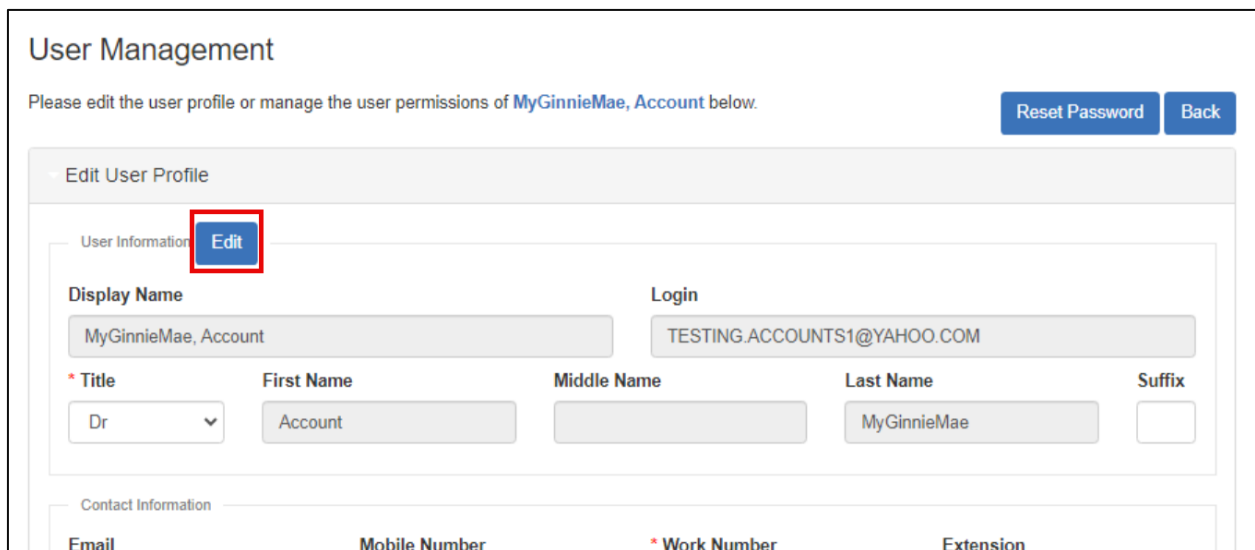 User Management
Please edit the user profile or manage the user permissions of MyGinnieMae, Account below.
Reset Password Back
Edit User Profile
User Information Edit
Display Name Login
MyGinnieMae, Account TESTING.ACCOUNTS1@YAHOO.COM
* Title First Name Middle Name Last Name Suffix
Dr Account MyGinnieMae
Contact Information
Email Mobile Number * Work Number Extension